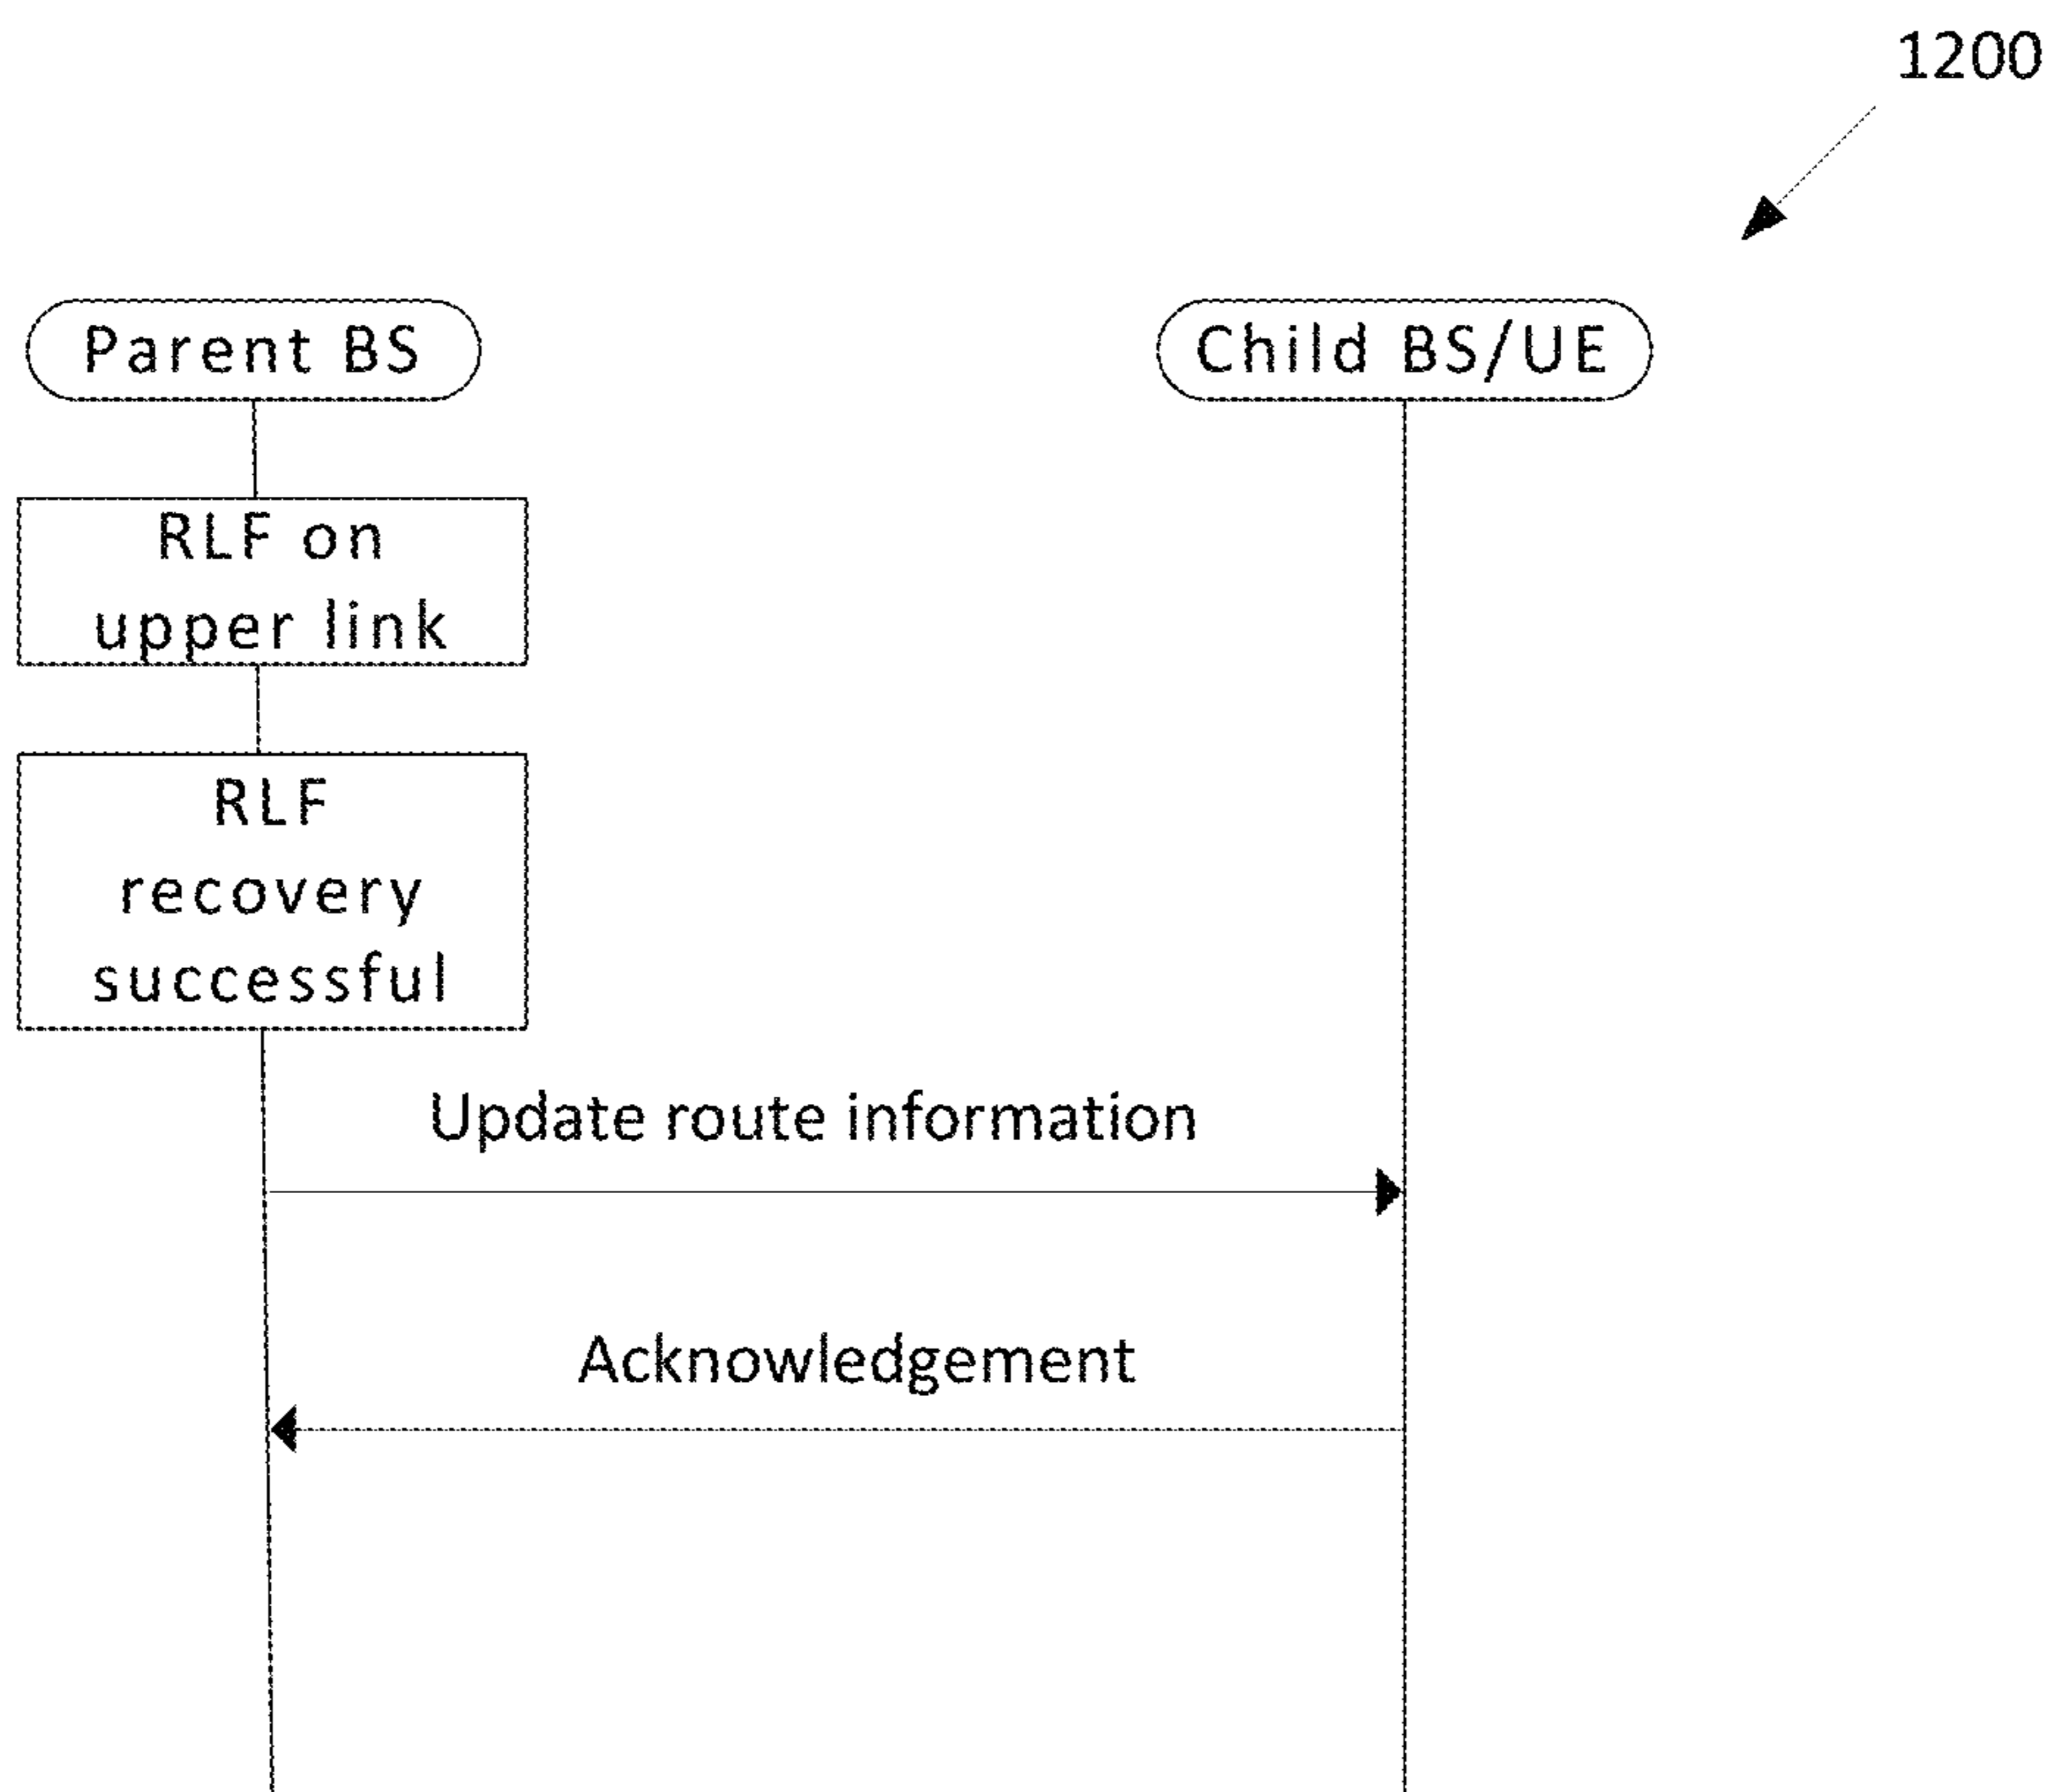 1200
Parent BS
Child BS/UE
RLF on
upper link
RLF
recovery
successful
Update route information
Acknowledgement